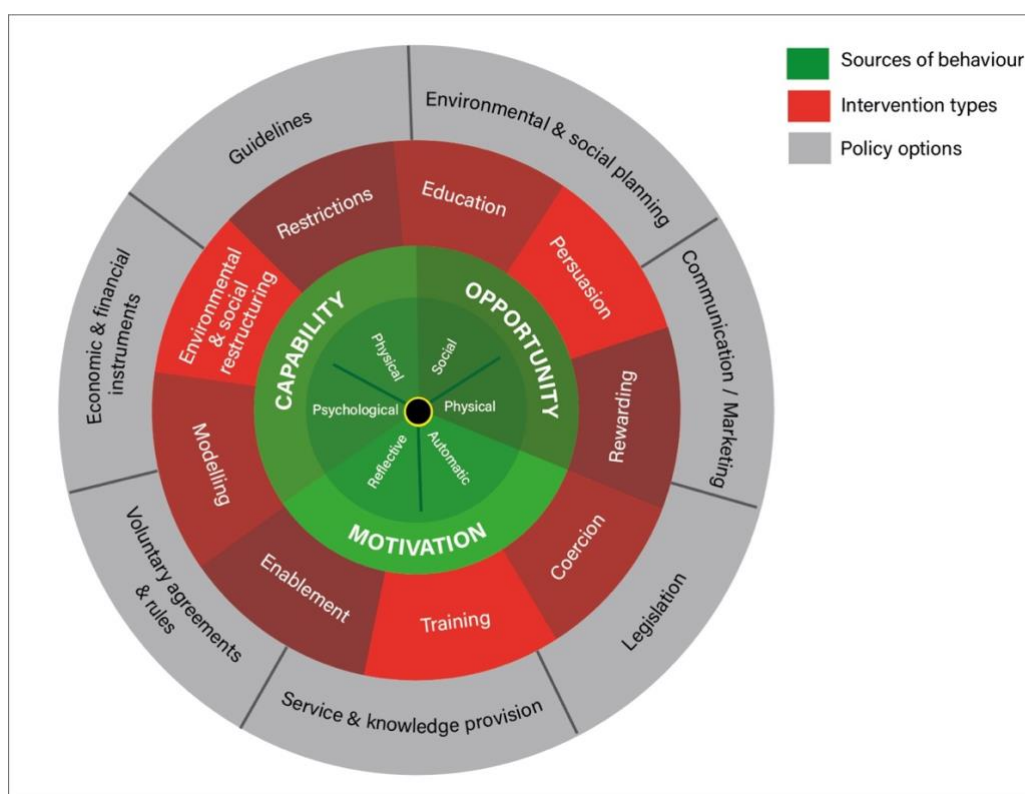 Sources of behaviour
Intervention types
Policy options
Guidelines
Environmental & social planning
Communication / Marketing
Legislation
Service & knowledge provision
Voluntary agreements
& rules
Economic & financial
instruments
Restrictions
Education
Persuasion
Rewarding
Coercion
Training
Enablement
Modelling
Environmental
& social
restructuring
CAPABILITY
OPPORTUNITY
MOTIVATION
Physical
Social
Psychological
Physical
Reflective
Automatic